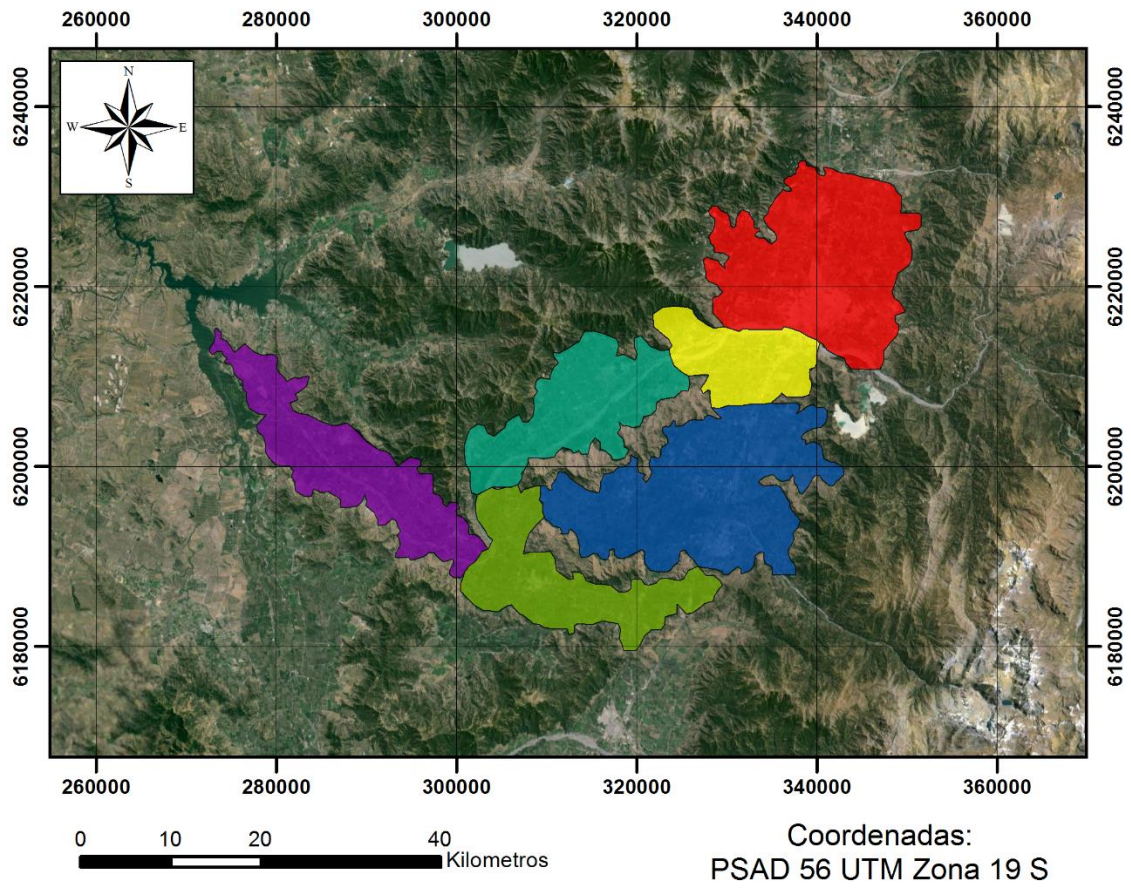 260000 280000 300000 320000 340000 360000
N
W E
S
6240000 6240000
6220000 6220000
6200000 6200000
6180000 6180000
260000 280000 300000 320000 340000 360000
0 10 20 40
Kilometros
Coordenadas:
PSAD 56 UTM Zona 19 S